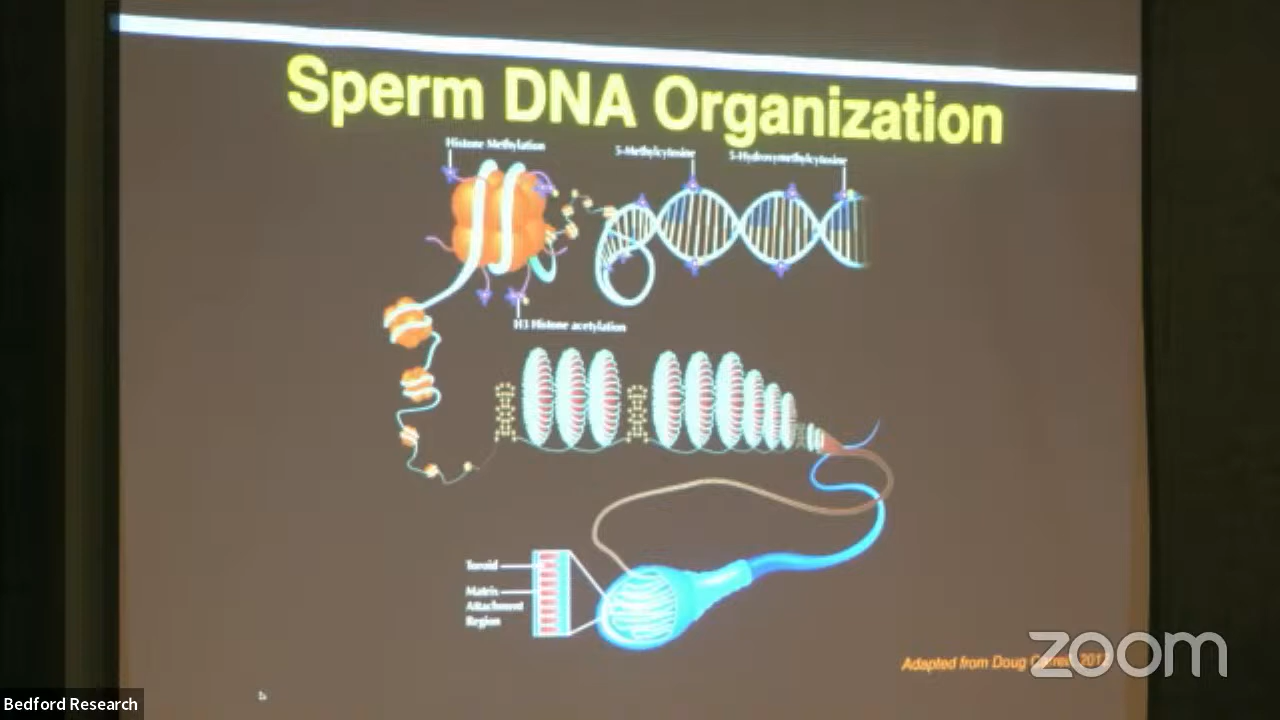 Sperm DNA Organization
Histone Methylation
5-Methylcytosine
5-Hydroxymethylcytosine
H3 Histone acetylation
Toroid
Matrix
Attachment
Region
Adapted from Doug
zoom
Bedford Research